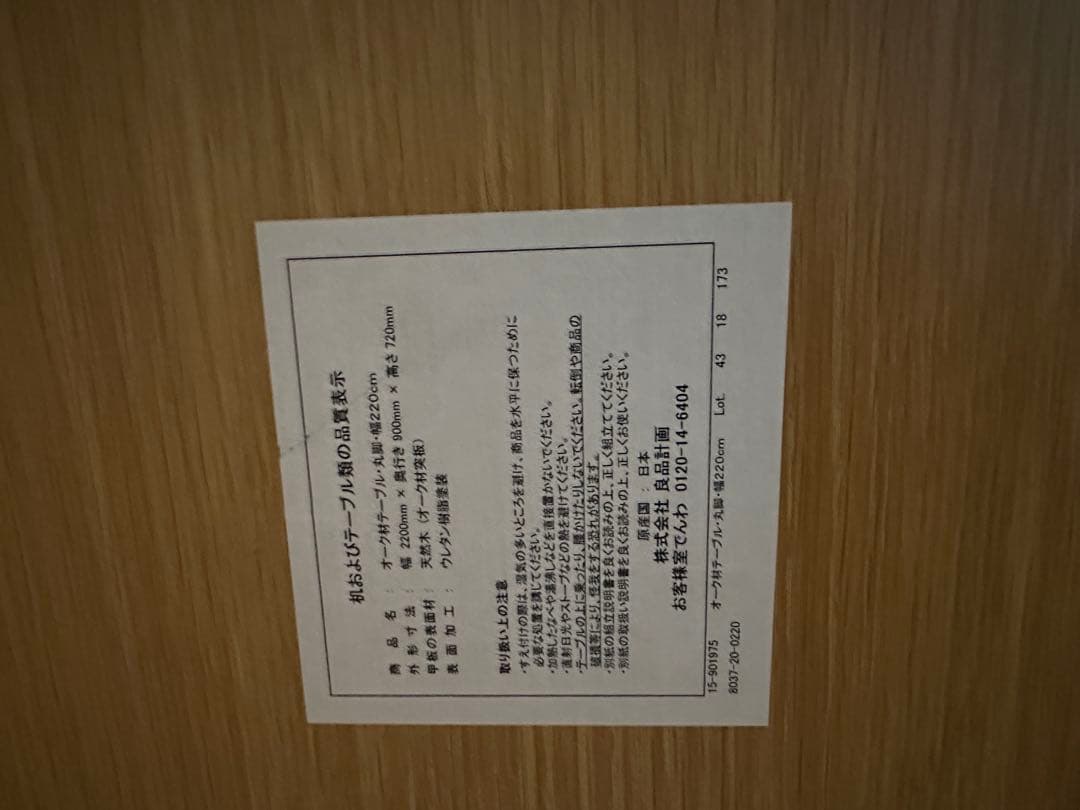 机およびテーブル類の品質表示
商品名：オーク材テーブル・丸脚・幅220cm
外形寸法：幅 2200mm × 奥行き 900mm × 高さ 720mm
甲板の表面材：天然木（オーク材突板）
表面加工：ウレタン樹脂塗装
取り扱い上の注意
・すえ付けの際は、湿気の多いところを避け、商品を水平に保つために
必要な処置を講じてください。
・加熱したなべや湯沸しなどを直接置かないでください。
・直射日光やストーブなどの熱を避けてください。
・テーブルの上に乗ったり、腰かけたりしないでください。転倒や商品の
破損等により、怪我をする恐れがあります。
・別紙の組立説明書を良くお読みの上、正しく組立ててください。
・別紙の取扱い説明書を良くお読みの上、正しくお使いください。
原産国：日本
株式会社 良品計画
お客様室でんわ 0120-14-6404
15-901975 オーク材テーブル・丸脚・幅220cm Lot. 43 18 173
8037-20-0220